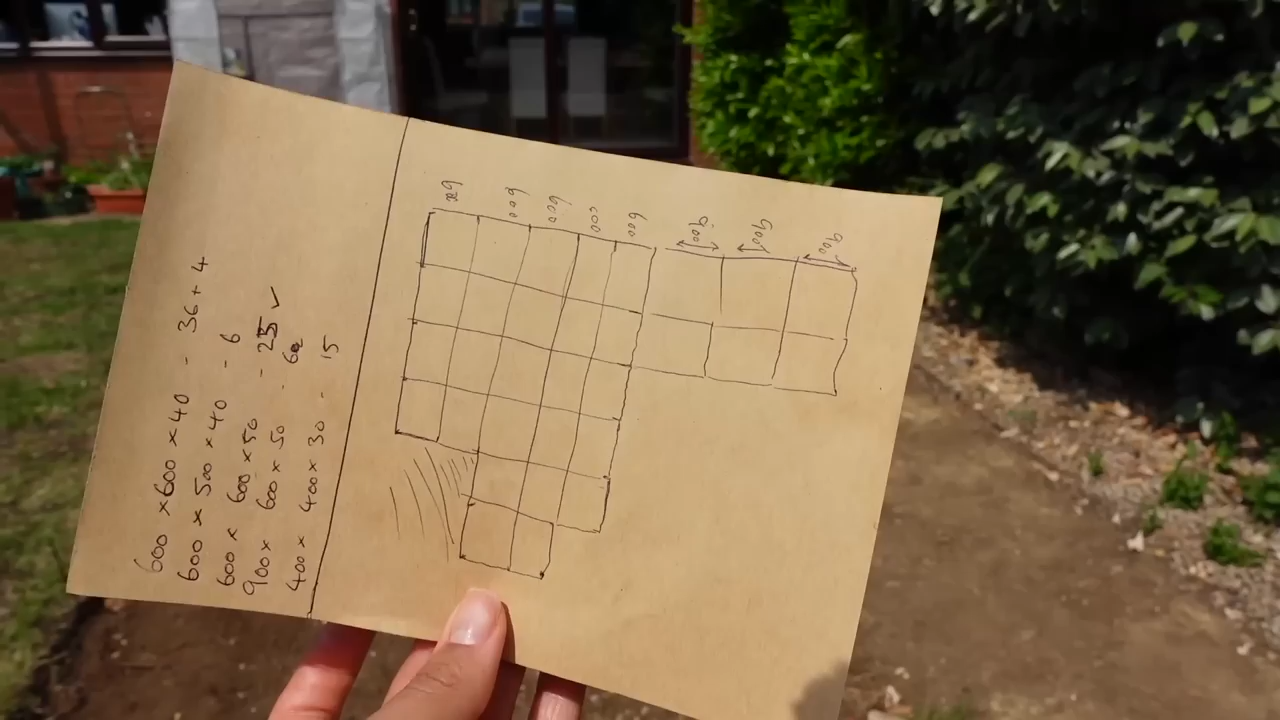 600 x 600 x 40 - 36 + 4
600 x 500 x 40 - 6
600 x 600 x 50 - 25 ✓
900 x 600 x 50 - 6
400 x 400 x 30 - 15
600 600 600 600 900 900 900